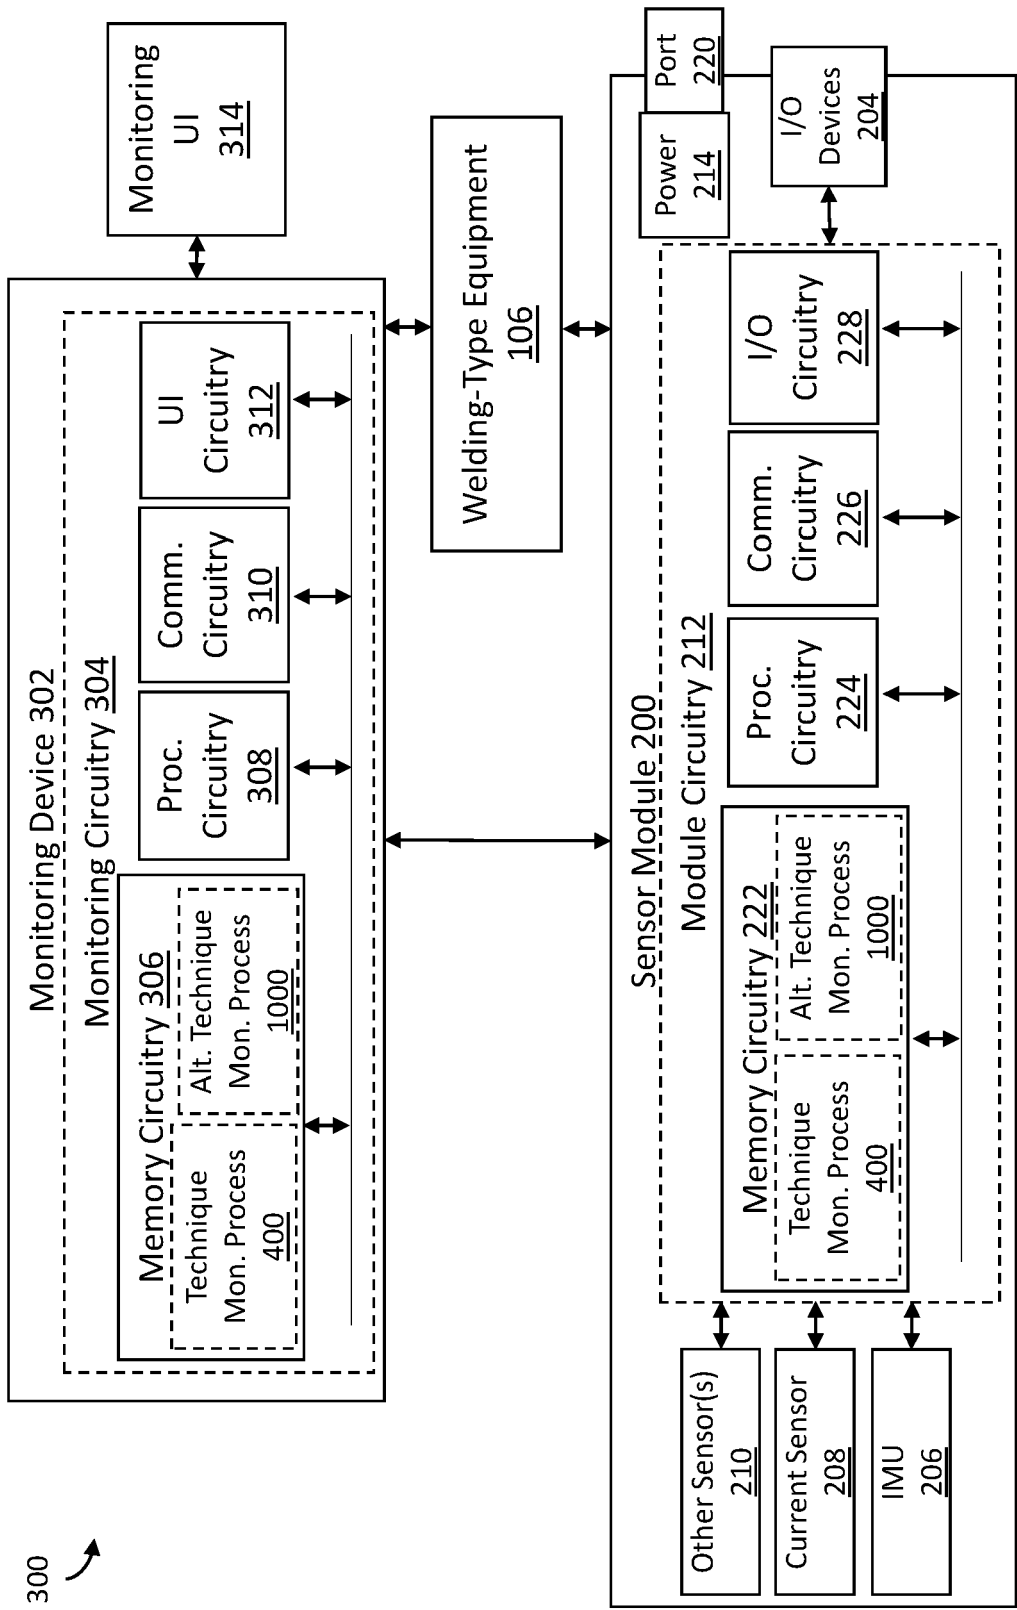 300
Monitoring Device 302
Monitoring Circuitry 304
Memory Circuitry 306
Technique
Mon. Process
400
Alt. Technique
Mon. Process
1000
Proc.
Circuitry
308
Comm.
Circuitry
310
UI
Circuitry
312
Monitoring
UI
314
Welding-Type Equipment
106
Sensor Module 200
Module Circuitry 212
Memory Circuitry 222
Technique
Mon. Process
400
Alt. Technique
Mon. Process
1000
Proc.
Circuitry
224
Comm.
Circuitry
226
I/O
Circuitry
228
Other Sensor(s)
210
Current Sensor
208
IMU
206
Power
214
Port
220
I/O
Devices
204